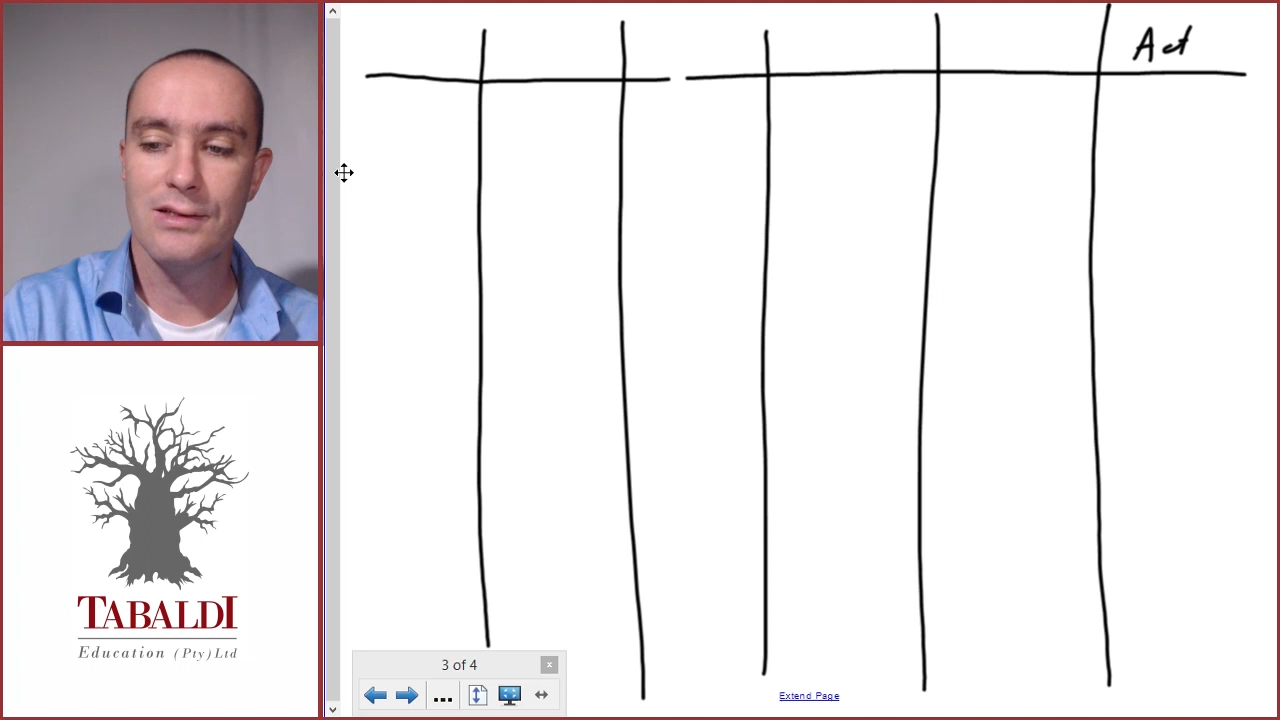 Act
TABALDI
Education (Pty) Ltd
3 of 4
Extend Page